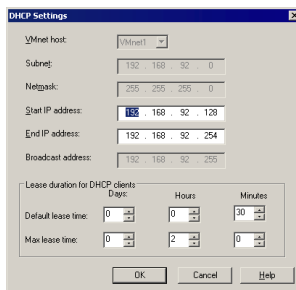 DHCP Settings
VMnet host: VMnet1
Subnet: 192 . 168 . 92 . 0
Netmask: 255 . 255 . 255 . 0
Start IP address: 192 . 168 . 92 . 128
End IP address: 192 . 168 . 92 . 254
Broadcast address: 192 . 168 . 92 . 255
Lease duration for DHCP clients
Days: Hours Minutes
Default lease time: 0 0 30
Max lease time: 0 2 0
OK Cancel Help